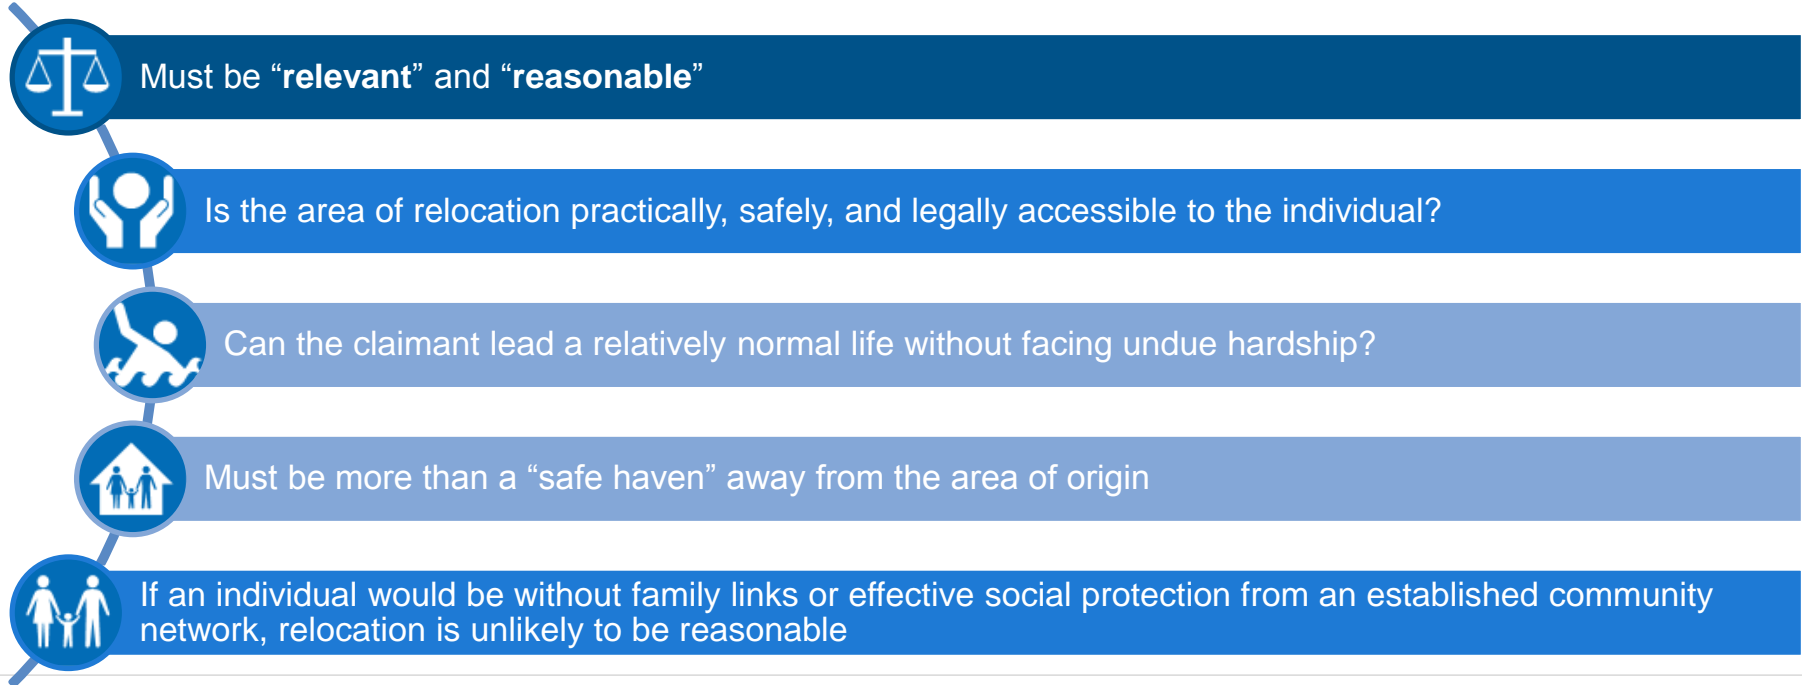 Must be “relevant” and “reasonable”
Is the area of relocation practically, safely, and legally accessible to the individual?
Can the claimant lead a relatively normal life without facing undue hardship?
Must be more than a “safe haven” away from the area of origin
If an individual would be without family links or effective social protection from an established community
network, relocation is unlikely to be reasonable